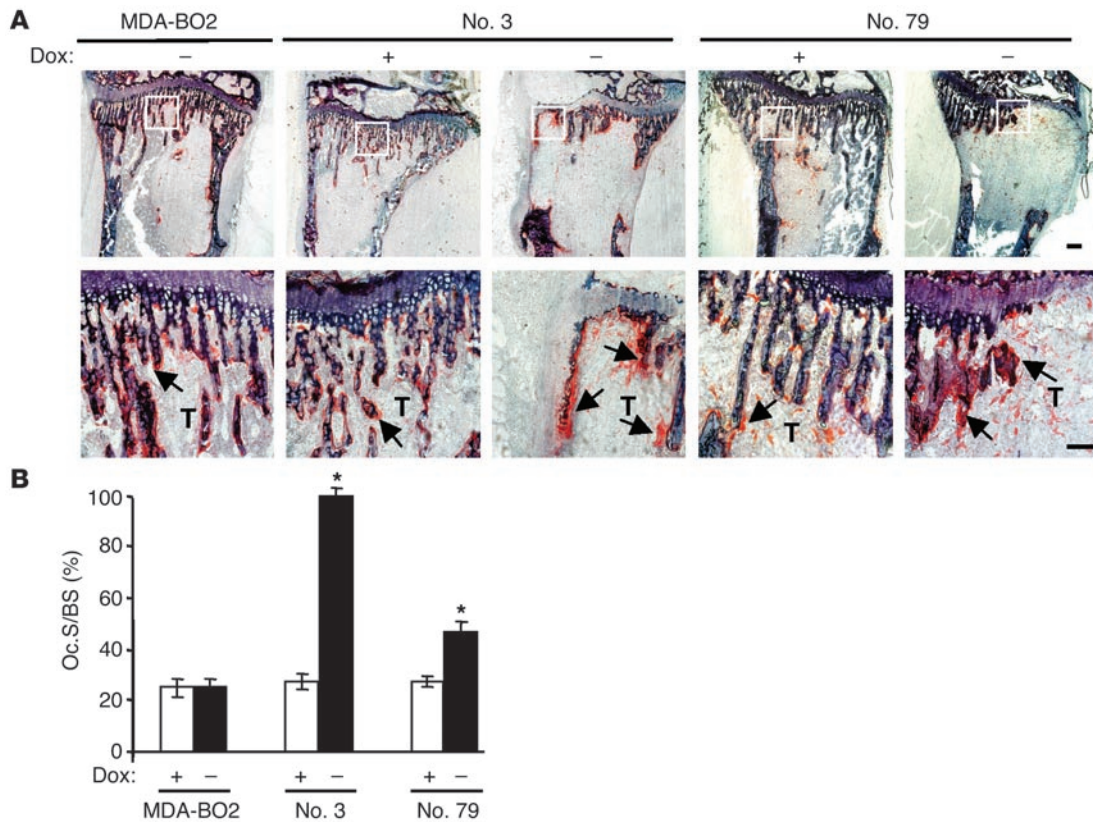 A
MDA-BO2 No. 3 No. 79
Dox: – + – + –
T T T T T
B
Oc.S/BS (%)
100
80
60
40
20
0
* *
Dox: + – + – + –
MDA-BO2 No. 3 No. 79